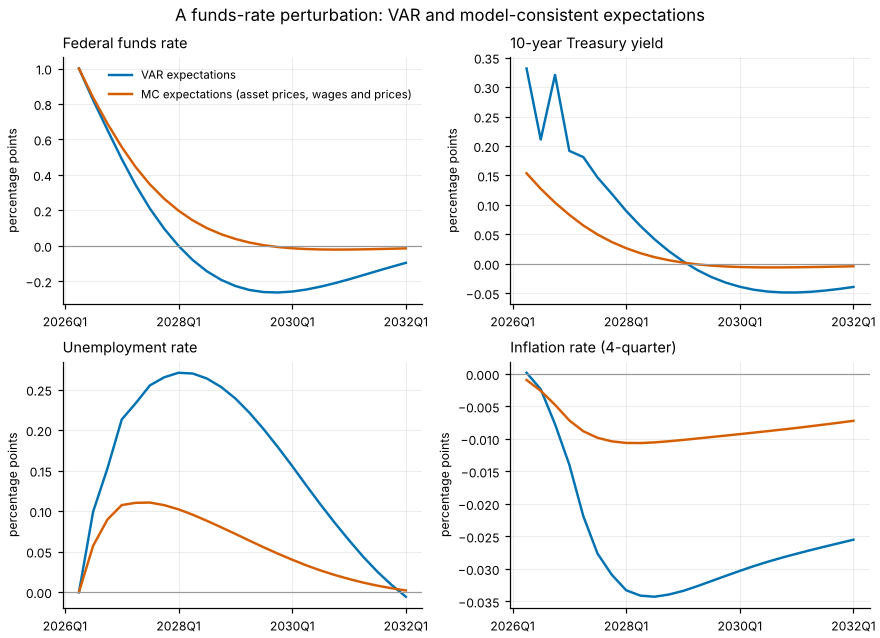 A funds-rate perturbation: VAR and model-consistent expectations
Federal funds rate
percentage points
1.0
0.8
0.6
0.4
0.2
0.0
−0.2
VAR expectations
MC expectations (asset prices, wages and prices)
2026Q1
2028Q1
2030Q1
2032Q1
10-year Treasury yield
percentage points
0.35
0.30
0.25
0.20
0.15
0.10
0.05
0.00
−0.05
2026Q1
2028Q1
2030Q1
2032Q1
Unemployment rate
percentage points
0.25
0.20
0.15
0.10
0.05
0.00
2026Q1
2028Q1
2030Q1
2032Q1
Inflation rate (4-quarter)
percentage points
0.000
−0.005
−0.010
−0.015
−0.020
−0.025
−0.030
−0.035
2026Q1
2028Q1
2030Q1
2032Q1